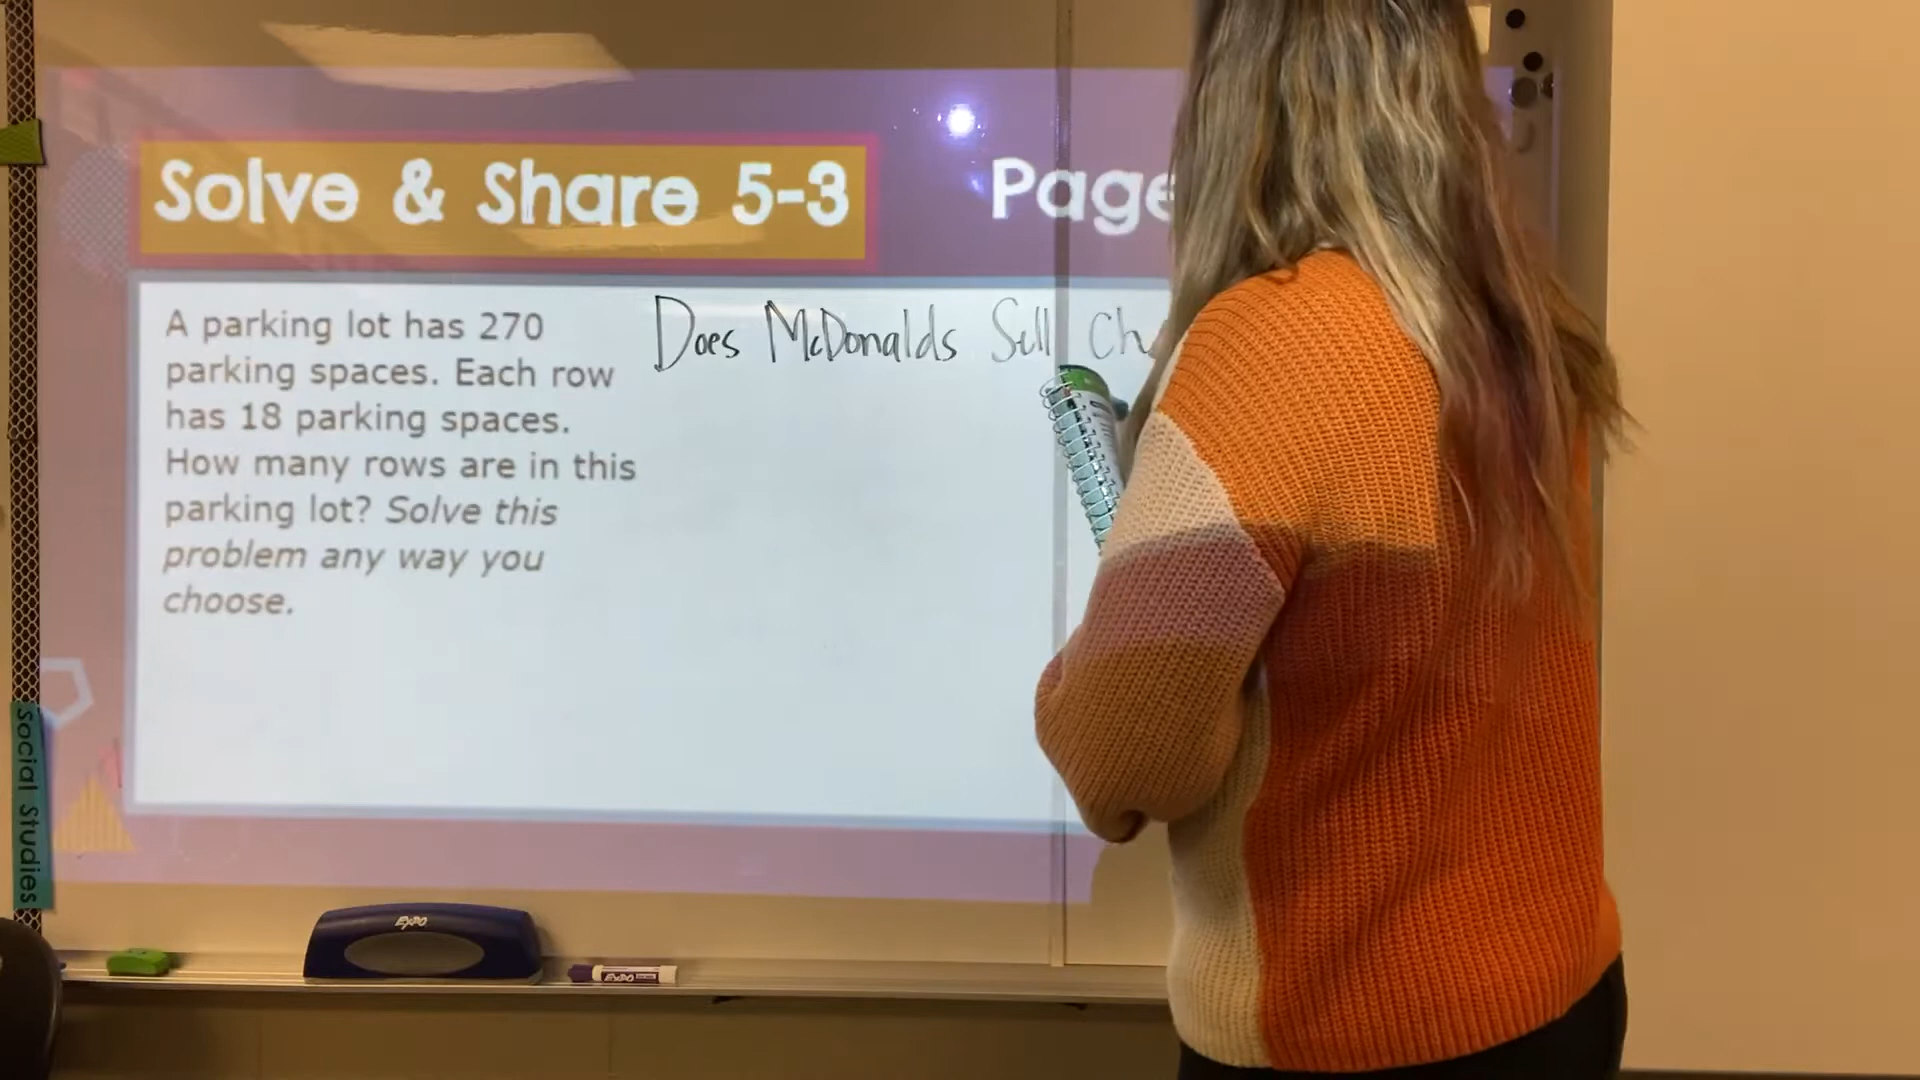 Solve & Share 5-3
Page
A parking lot has 270
parking spaces. Each row
has 18 parking spaces.
How many rows are in this
parking lot? Solve this
problem any way you
choose.
Does McDonalds Sell Ch
Social Studies
EXPO
EXPO